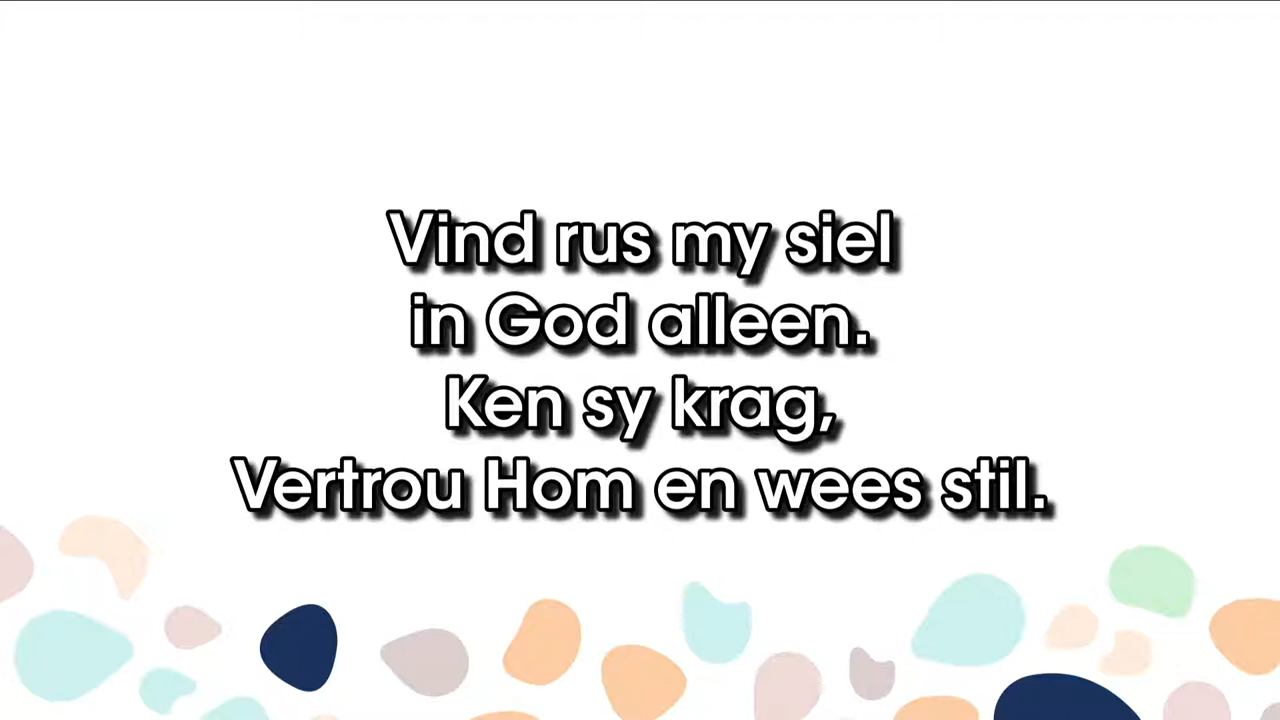 Vind rus my siel
in God alleen.
Ken sy krag,
Vertrou Hom en wees stil.